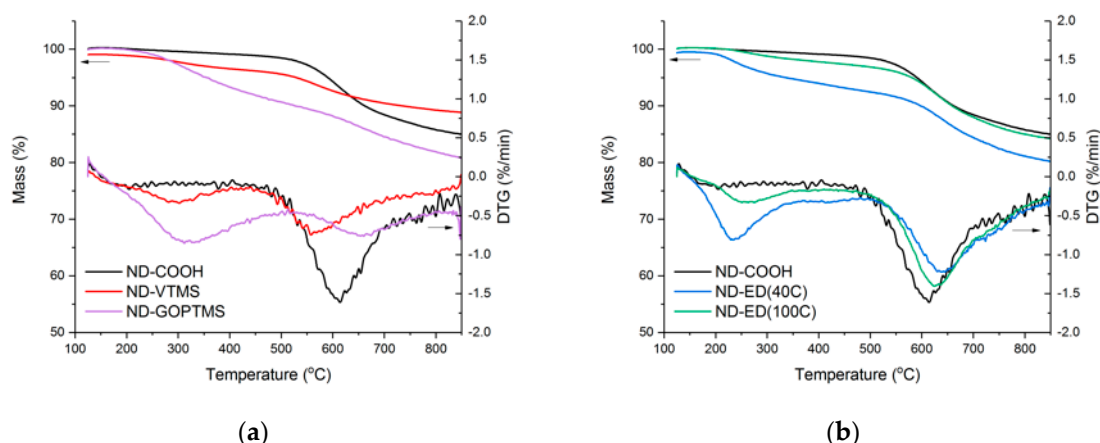 100
90
80
70
60
50
Mass (%)
2.0
1.5
1.0
0.5
0.0
-0.5
-1.0
-1.5
-2.0
DTG (%/min)
ND-COOH
ND-VTMS
ND-GOPTMS
100 200 300 400 500 600 700 800
Temperature (°C)
(a)
100
90
80
70
60
50
Mass (%)
2.0
1.5
1.0
0.5
0.0
-0.5
-1.0
-1.5
-2.0
DTG (%/min)
ND-COOH
ND-ED(40C)
ND-ED(100C)
100 200 300 400 500 600 700 800
Temperature (°C)
(b)